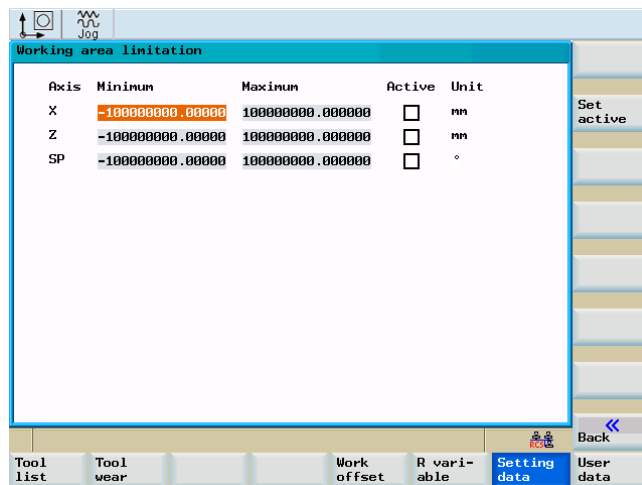 Jog
Working area limitation
Axis Minimum Maximum Active Unit
X -100000000.00000 100000000.000000 mm
Z -100000000.00000 100000000.000000 mm
SP -100000000.00000 100000000.000000 °
Set
active
RCS
Back
Tool
list
Tool
wear
Work
offset
R vari-
able
Setting
data
User
data